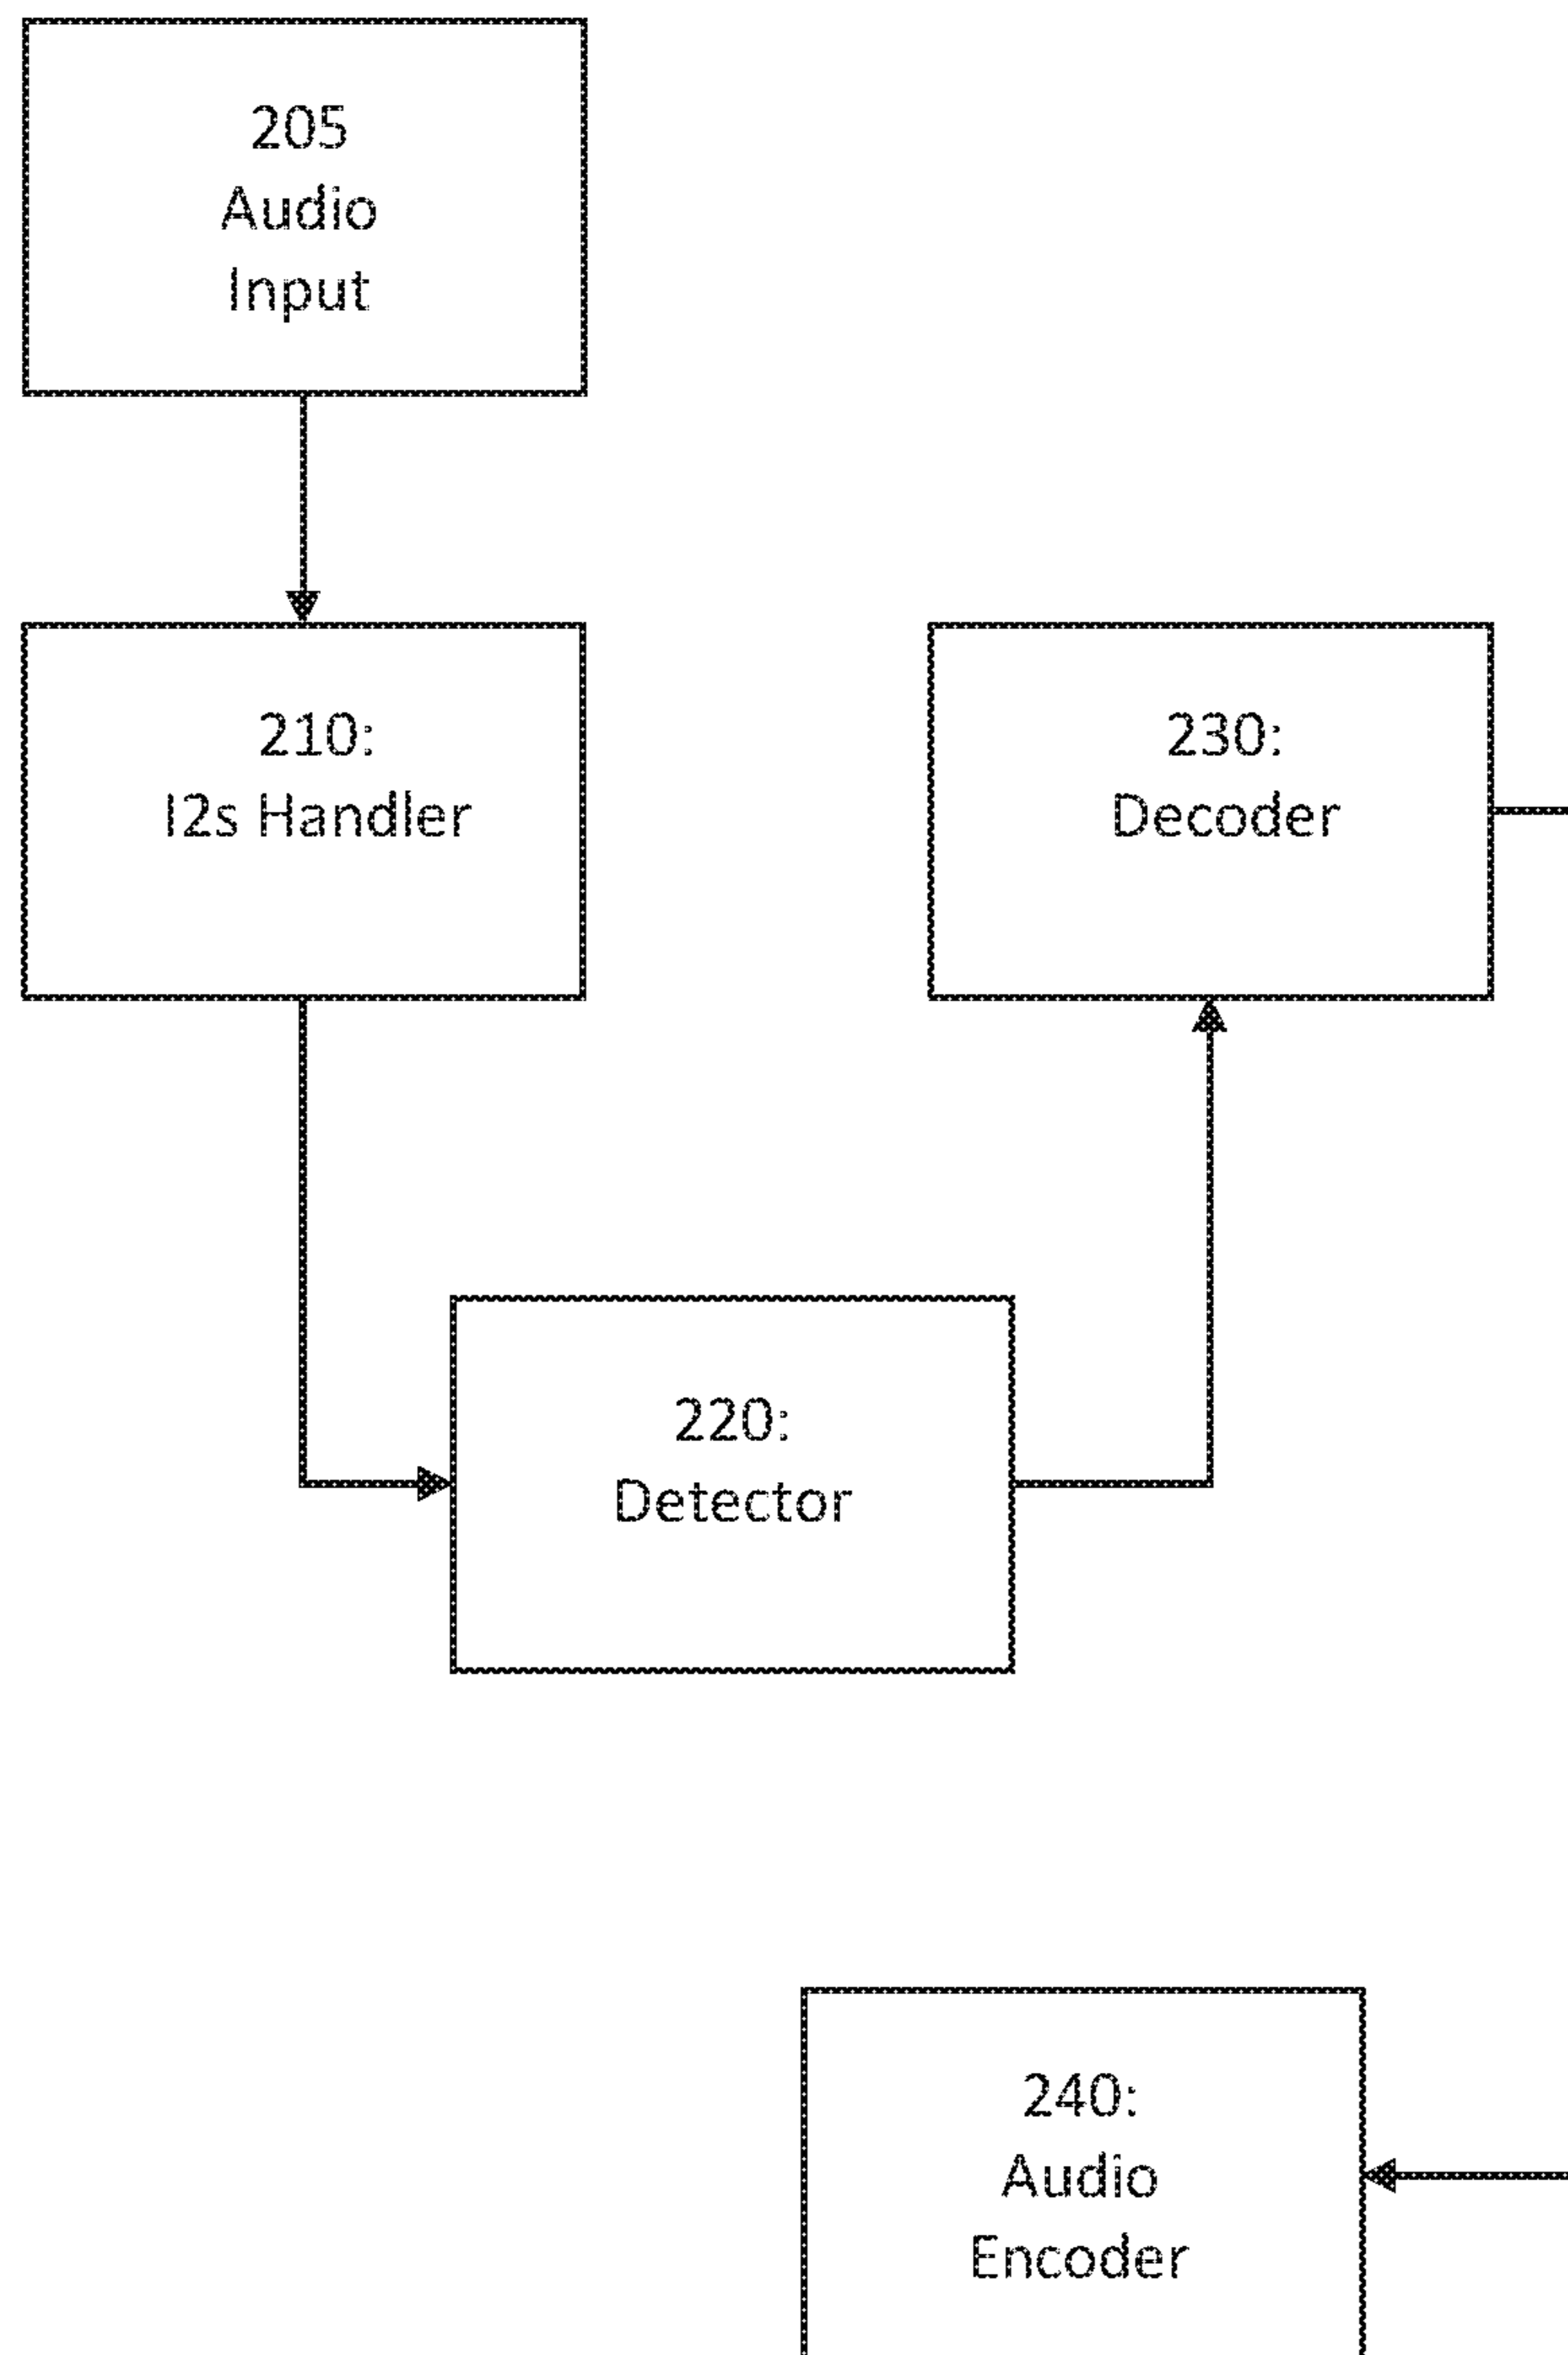 205
Audio
Input
210:
I2s Handler
230:
Decoder
220:
Detector
240:
Audio
Encoder